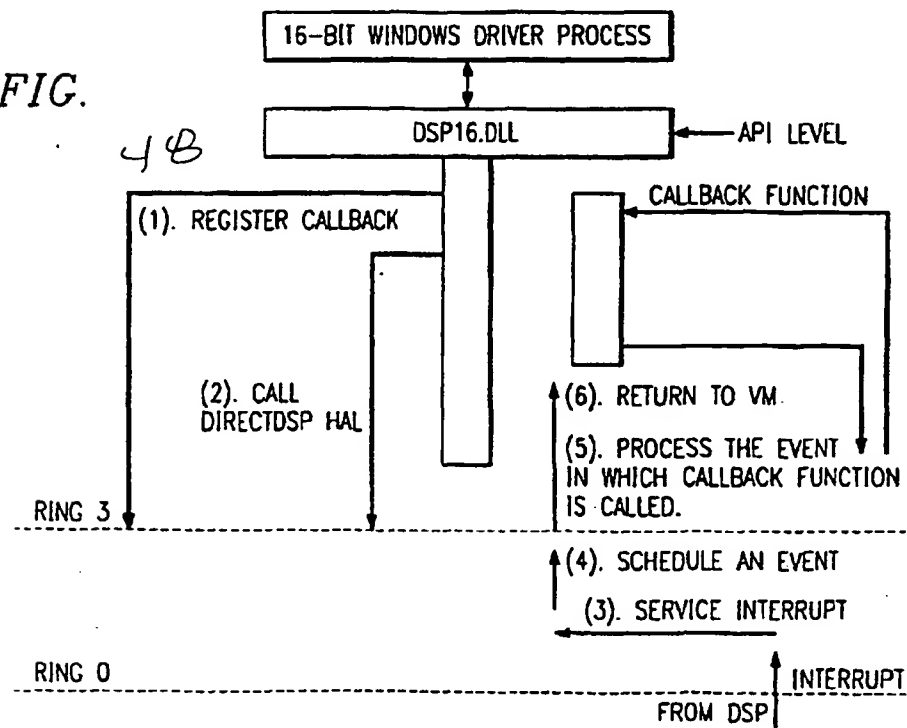 16-BIT WINDOWS DRIVER PROCESS
FIG.
48
DSP16.DLL
API LEVEL
CALLBACK FUNCTION
(1). REGISTER CALLBACK
(2). CALL
DIRECTDSP HAL
(6). RETURN TO VM
(5). PROCESS THE EVENT
IN WHICH CALLBACK FUNCTION
IS CALLED.
RING 3
(4). SCHEDULE AN EVENT
(3). SERVICE INTERRUPT
RING 0
INTERRUPT
FROM DSP